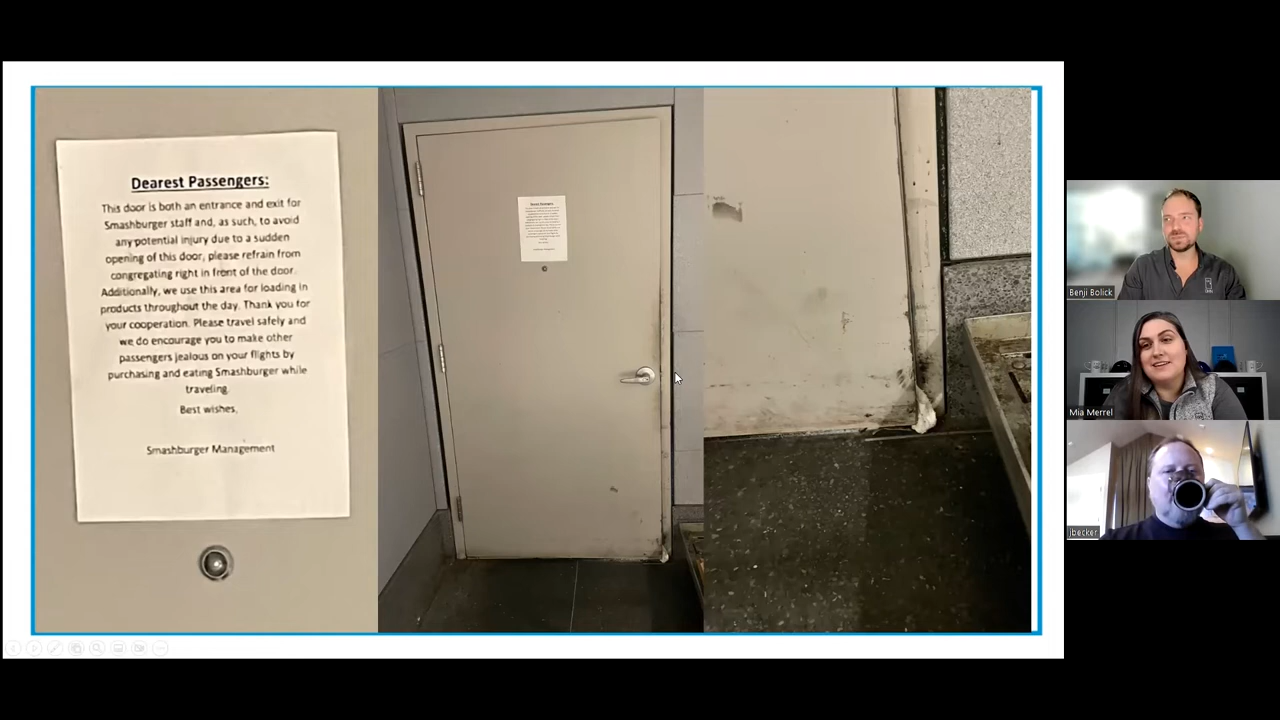 Dearest Passengers:
This door is both an entrance and exit for
Smashburger staff and, as such, to avoid
any potential injury due to a sudden
opening of this door, please refrain from
congregating right in front of the door.
Additionally, we use this area for loading in
products throughout the day. Thank you for
your cooperation. Please travel safely and
we do encourage you to make other
passengers jealous on your flights by
purchasing and eating Smashburger while
traveling.
Best wishes,
Smashburger Management
Benji Bolick
Mia Merrel
jbecker